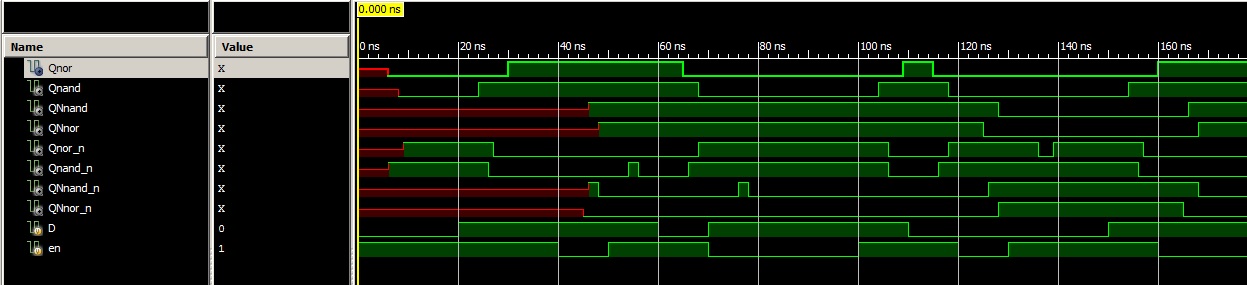 0.000 ns
Name Value
0 ns 20 ns 40 ns 60 ns 80 ns 100 ns 120 ns 140 ns 160 ns
Qnor X
Qnand X
QNnand X
QNnor X
Qnor_n X
Qnand_n X
QNnand_n X
QNnor_n X
D 0
en 1